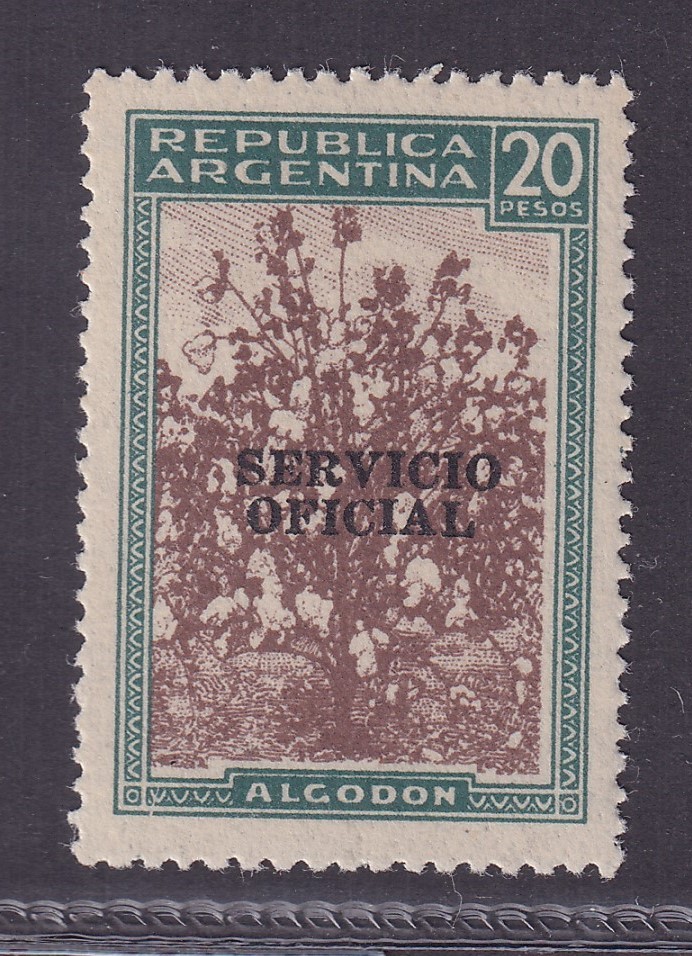 REPUBLICA
ARGENTINA
20
PESOS
SERVICIO
OFICIAL
ALGODON